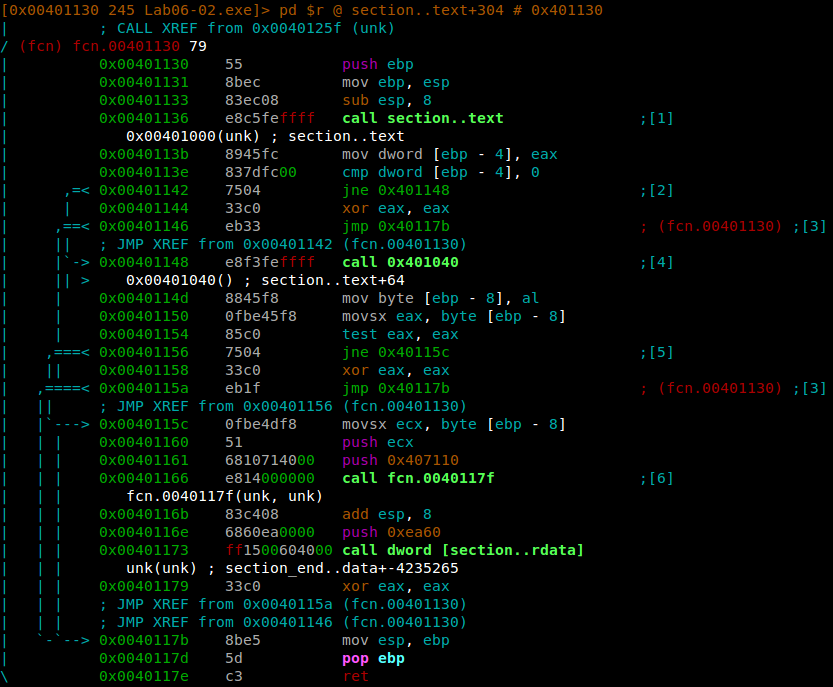 [0x00401130 245 Lab06-02.exe]> pd $r @ section..text+304 # 0x401130
|           ; CALL XREF from 0x0040125f (unk)
/ (fcn) fcn.00401130 79
|           0x00401130    55             push ebp
|           0x00401131    8bec           mov ebp, esp
|           0x00401133    83ec08         sub esp, 8
|           0x00401136    e8c5feffff     call section..text                ;[1]
|              0x00401000(unk) ; section..text
|           0x0040113b    8945fc         mov dword [ebp - 4], eax
|           0x0040113e    837dfc00       cmp dword [ebp - 4], 0
|       ,=< 0x00401142    7504           jne 0x401148                      ;[2]
|       |   0x00401144    33c0           xor eax, eax
|      ,==< 0x00401146    eb33           jmp 0x40117b                      ; (fcn.00401130) ;[3]
|      ||   ; JMP XREF from 0x00401142 (fcn.00401130)
|      |`-> 0x00401148    e8f3feffff     call 0x401040                     ;[4]
|      || >    0x00401040() ; section..text+64
|      |    0x0040114d    8845f8         mov byte [ebp - 8], al
|      |    0x00401150    0fbe45f8       movsx eax, byte [ebp - 8]
|      |    0x00401154    85c0           test eax, eax
|     ,===< 0x00401156    7504           jne 0x40115c                      ;[5]
|     ||    0x00401158    33c0           xor eax, eax
|    ,====< 0x0040115a    eb1f           jmp 0x40117b                      ; (fcn.00401130) ;[3]
|    ||     ; JMP XREF from 0x00401156 (fcn.00401130)
|    |`---> 0x0040115c    0fbe4df8       movsx ecx, byte [ebp - 8]
|    | |    0x00401160    51             push ecx
|    | |    0x00401161    6810714000     push 0x407110
|    | |    0x00401166    e814000000     call fcn.0040117f                 ;[6]
|    | |       fcn.0040117f(unk, unk)
|    | |    0x0040116b    83c408         add esp, 8
|    | |    0x0040116e    6860ea0000     push 0xea60
|    | |    0x00401173    ff1500604000   call dword [section..rdata]
|    | |       unk(unk) ; section_end..data+-4235265
|    | |    0x00401179    33c0           xor eax, eax
|    | |    ; JMP XREF from 0x0040115a (fcn.00401130)
|    | |    ; JMP XREF from 0x00401146 (fcn.00401130)
|    `-`--> 0x0040117b    8be5           mov esp, ebp
|           0x0040117d    5d             pop ebp
\           0x0040117e    c3             ret